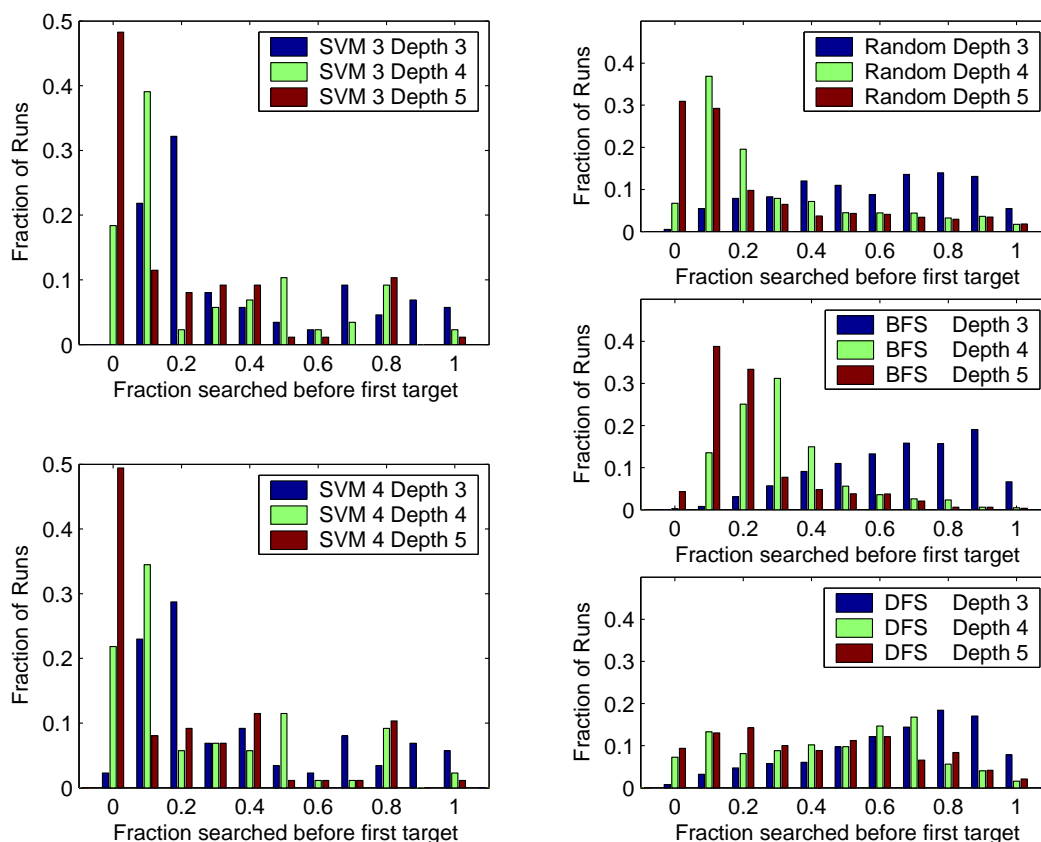 0.5
0.4
0.3
0.2
0.1
0
Fraction of Runs
SVM 3 Depth 3
SVM 3 Depth 4
SVM 3 Depth 5
0 0.2 0.4 0.6 0.8 1
Fraction searched before first target
0.5
0.4
0.3
0.2
0.1
0
Fraction of Runs
SVM 4 Depth 3
SVM 4 Depth 4
SVM 4 Depth 5
0 0.2 0.4 0.6 0.8 1
Fraction searched before first target
0.4
0.3
0.2
0.1
0
Fraction of Runs
Random Depth 3
Random Depth 4
Random Depth 5
0 0.2 0.4 0.6 0.8 1
Fraction searched before first target
0.4
0.3
0.2
0.1
0
Fraction of Runs
BFS Depth 3
BFS Depth 4
BFS Depth 5
0 0.2 0.4 0.6 0.8 1
Fraction searched before first target
0.4
0.3
0.2
0.1
0
Fraction of Runs
DFS Depth 3
DFS Depth 4
DFS Depth 5
0 0.2 0.4 0.6 0.8 1
Fraction searched before first target